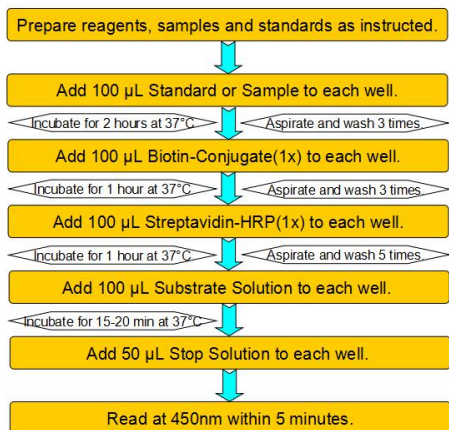 Prepare reagents, samples and standards as instructed.
Add 100 µL Standard or Sample to each well.
Incubate for 2 hours at 37°C
Aspirate and wash 3 times.
Add 100 µL Biotin-Conjugate(1x) to each well.
Incubate for 1 hour at 37°C
Aspirate and wash 3 times.
Add 100 µL Streptavidin-HRP(1x) to each well.
Incubate for 1 hour at 37°C
Aspirate and wash 5 times.
Add 100 µL Substrate Solution to each well.
Incubate for 15-20 min at 37°C
Add 50 µL Stop Solution to each well.
Read at 450nm within 5 minutes.